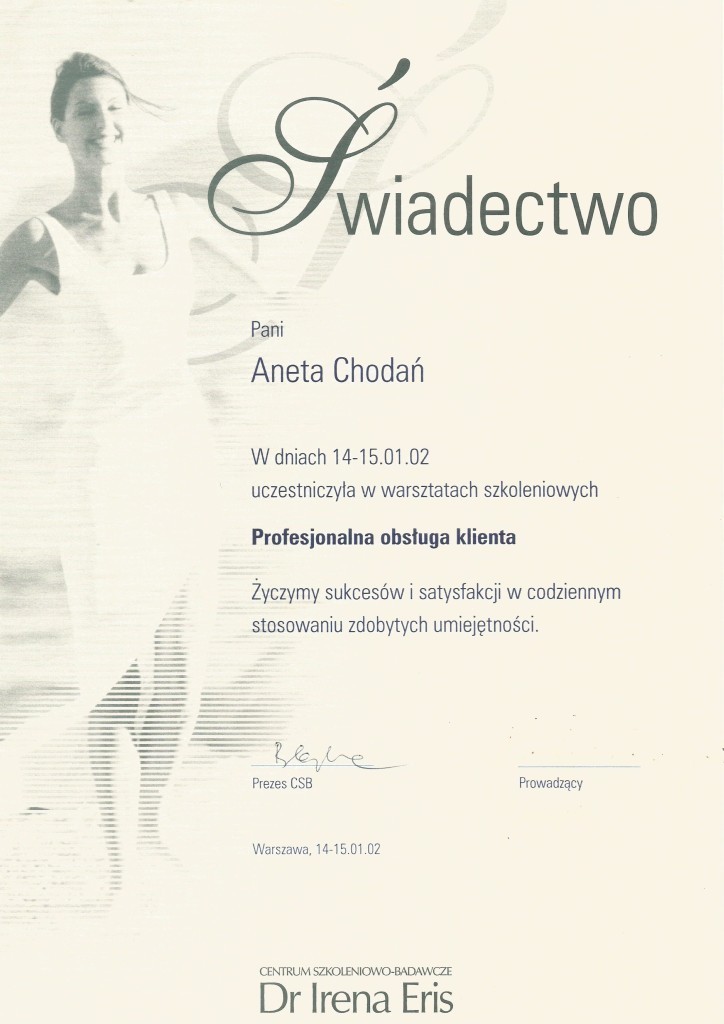 Świadectwo
Pani
Aneta Chodań
W dniach 14-15.01.02
uczestniczyła w warsztatach szkoleniowych
Profesjonalna obsługa klienta
Życzymy sukcesów i satysfakcji w codziennym
stosowaniu zdobytych umiejętności.
Prezes CSB
Prowadzący
Warszawa, 14-15.01.02
CENTRUM SZKOLENIOWO-BADAWCZE
Dr Irena Eris